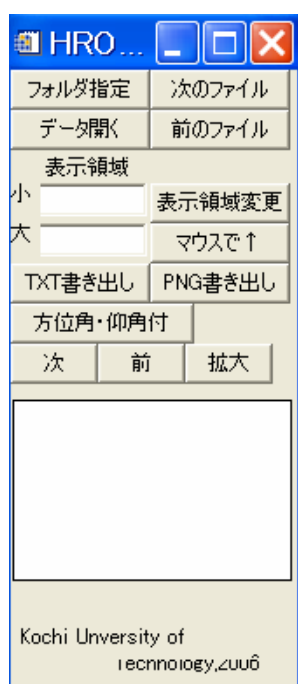 HRO...
フォルダ指定 次のファイル
データ開く 前のファイル
表示領域
小 表示領域変更
大 マウスで↑
TXT書き出し PNG書き出し
方位角・仰角付
次 前 拡大
Kochi University of
Technology,2006